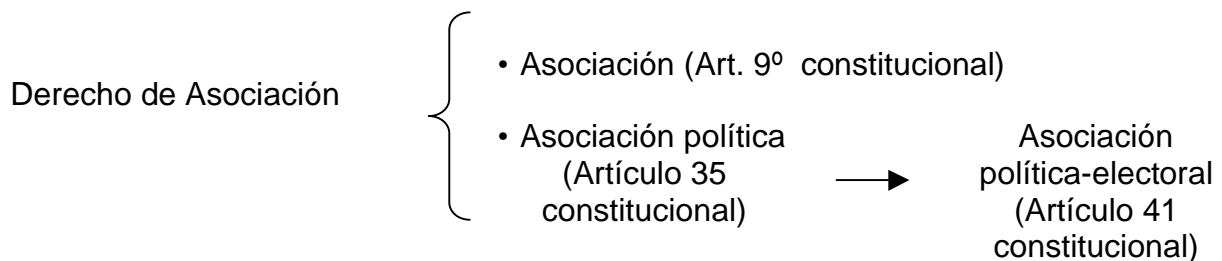 Derecho de Asociación
• Asociación (Art. 9º constitucional)
• Asociación política
(Artículo 35
constitucional)
Asociación
política-electoral
(Artículo 41
constitucional)